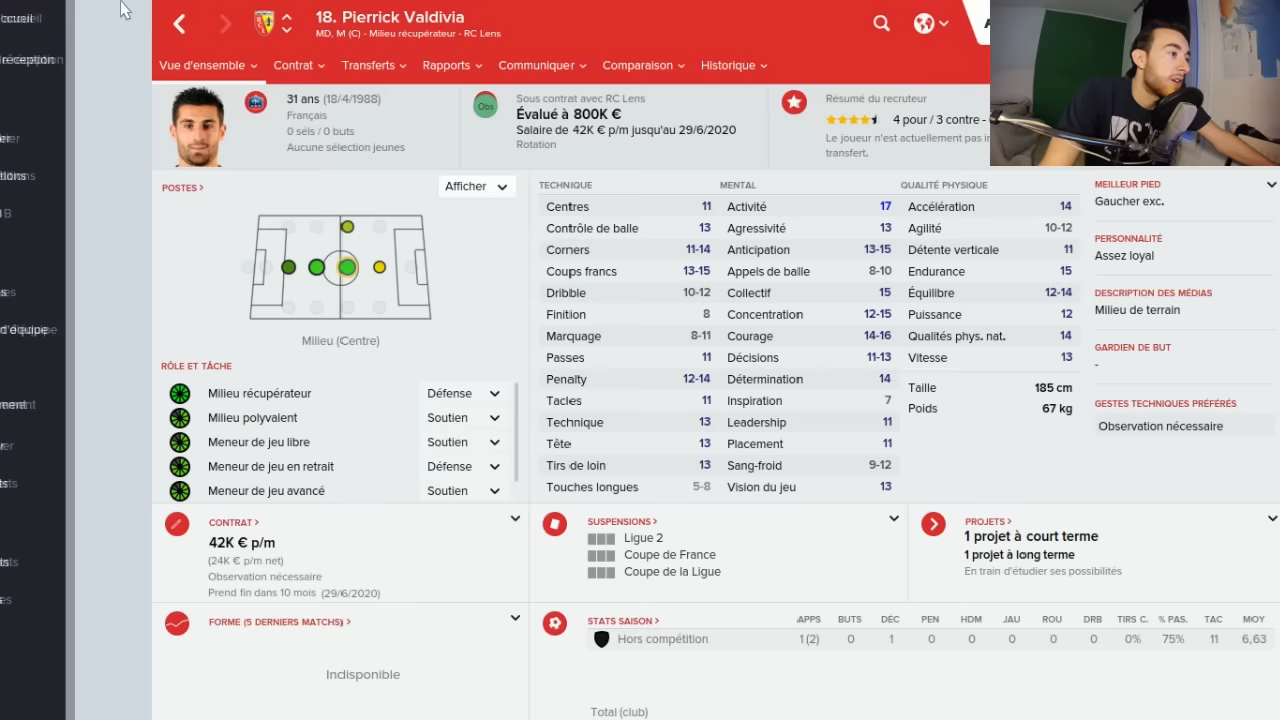 18. Pierrick Valdivia
MD, M (C) - Milieu récupérateur - RC Lens
Vue d'ensemble Contrat Transferts Rapports Communiquer Comparaison Historique
31 ans (18/4/1988)
Français
0 séls / 0 buts
Aucune sélection jeunes
Obs
Sous contrat avec RC Lens
Évalué à 800K €
Salaire de 42K € p/m jusqu'au 29/6/2020
Rotation
Résumé du recruteur
4 pour / 3 contre -
Le joueur n'est actuellement pas
transfert.
POSTES >
Afficher
Milieu (Centre)
RÔLE ET TÂCHE
Milieu récupérateur Défense
Milieu polyvalent Soutien
Meneur de jeu libre Soutien
Meneur de jeu en retrait Défense
Meneur de jeu avancé Soutien
TECHNIQUE
Centres 11
Contrôle de balle 13
Corners 11-14
Coups francs 13-15
Dribble 10-12
Finition 8
Marquage 8-11
Passes 11
Penalty 12-14
Tacles 11
Technique 13
Tête 13
Tirs de loin 13
Touches longues 5-8
MENTAL
Activité 17
Agressivité 13
Anticipation 13-15
Appels de balle 8-10
Collectif 15
Concentration 12-15
Courage 14-16
Décisions 11-13
Détermination 14
Inspiration 7
Leadership 11
Placement 11
Sang-froid 9-12
Vision du jeu 13
QUALITÉ PHYSIQUE
Accélération 14
Agilité 10-12
Détente verticale 11
Endurance 15
Équilibre 12-14
Puissance 12
Qualités phys. nat. 14
Vitesse 13
Taille 185 cm
Poids 67 kg
MEILLEUR PIED
Gaucher exc.
PERSONNALITÉ
Assez loyal
DESCRIPTION DES MÉDIAS
Milieu de terrain
GARDIEN DE BUT
-
GESTES TECHNIQUES PRÉFÉRÉS
Observation nécessaire
CONTRAT >
42K € p/m
(24K € p/m net)
Observation nécessaire
Prend fin dans 10 mois (29/6/2020)
SUSPENSIONS >
Ligue 2
Coupe de France
Coupe de la Ligue
PROJETS >
1 projet à court terme
1 projet à long terme
En train d'étudier ses possibilités
FORME (5 DERNIERS MATCHS) >
Indisponible
STATS SAISON > APPS BUTS DÉC PEN HDM JAU ROU DRB TIRS C. % PAS. TAC MOY
Hors compétition 1 (2) 0 1 0 0 0 0 0 0% 75% 11 6,63
Total (club)